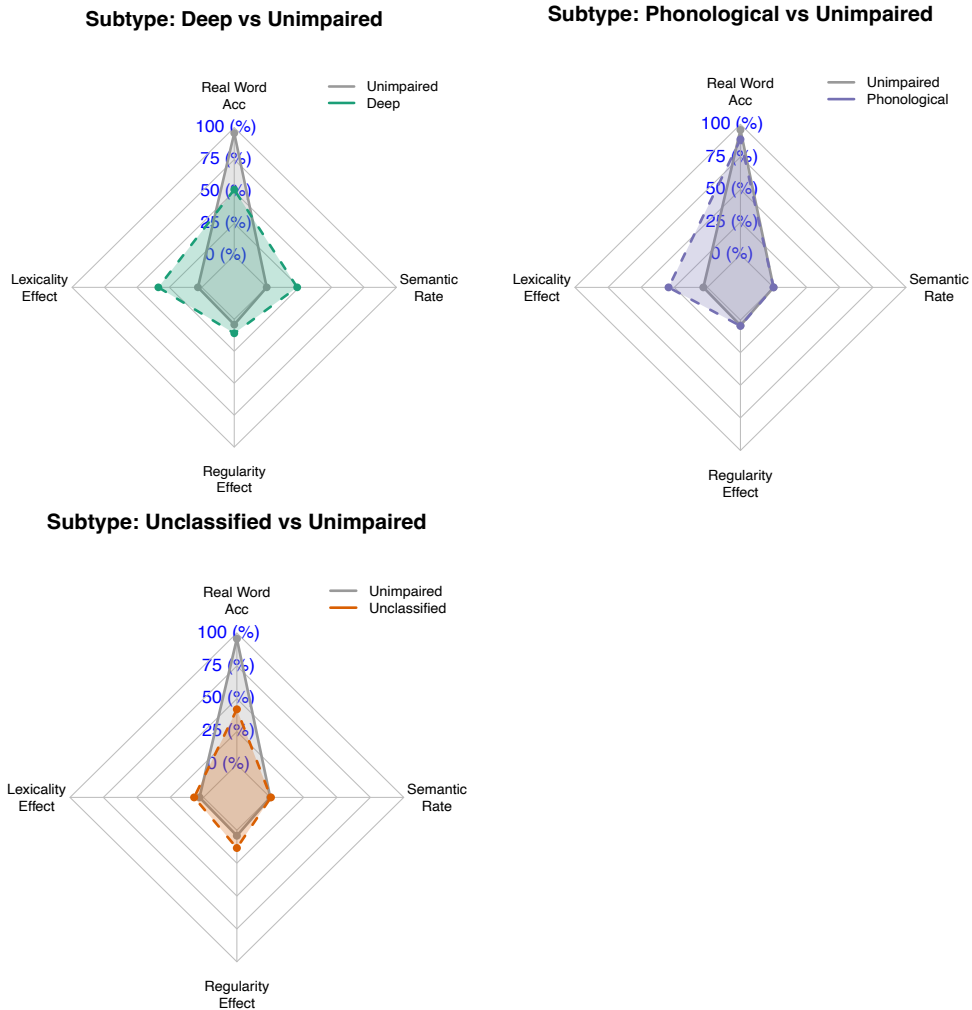 Subtype: Deep vs Unimpaired
Real Word
Acc
Unimpaired
Deep
100 (%)
75 (%)
50 (%)
25 (%)
0 (%)
Lexicality
Effect
Semantic
Rate
Regularity
Effect
Subtype: Phonological vs Unimpaired
Real Word
Acc
Unimpaired
Phonological
100 (%)
75 (%)
50 (%)
25 (%)
0 (%)
Lexicality
Effect
Semantic
Rate
Regularity
Effect
Subtype: Unclassified vs Unimpaired
Real Word
Acc
Unimpaired
Unclassified
100 (%)
75 (%)
50 (%)
25 (%)
0 (%)
Lexicality
Effect
Semantic
Rate
Regularity
Effect